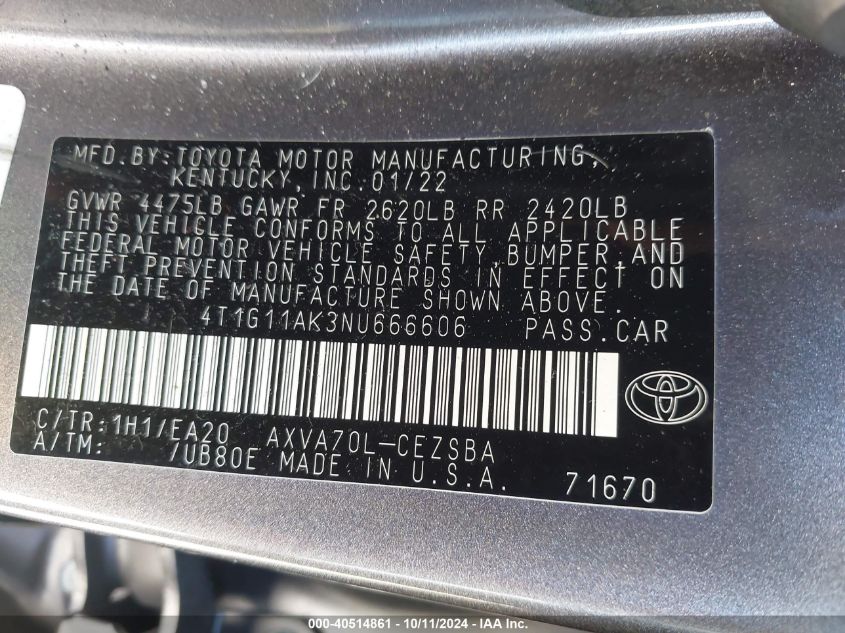 MFD.BY:TOYOTA MOTOR MANUFACTURING,
KENTUCKY, INC.01/22
GVWR 4475LB GAWR FR 2620LB RR 2420LB
THIS VEHICLE CONFORMS TO ALL APPLICABLE
FEDERAL MOTOR VEHICLE SAFETY,BUMPER,AND
THEFT PREVENTION STANDARDS IN EFFECT ON
THE DATE OF MANUFACTURE SHOWN ABOVE.
4T1G11AK3NU666606 PASS.CAR
C/TR:1H1/EA20 AXVA70L-CEZSBA
A/TM: /UB80E MADE IN U.S.A. 71670
000-40514861 - 10/11/2024 - IAAI, Inc.